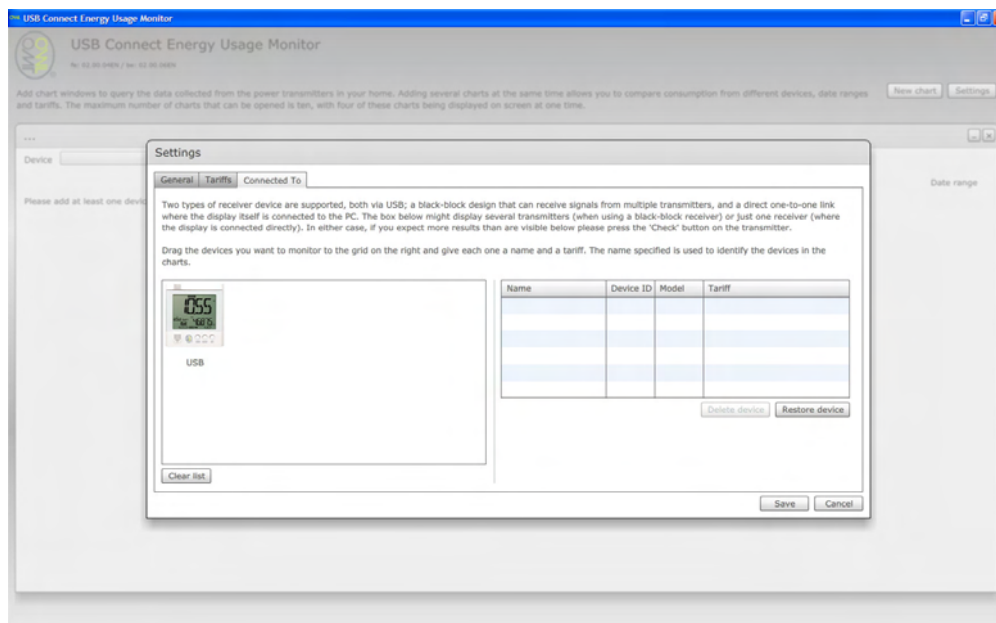 USB Connect Energy Usage Monitor
USB Connect Energy Usage Monitor
Add chart windows to query the data collected from the power transmitters in your home. Adding several charts at the same time allows you to compare consumption from different devices, date ranges
and tariffs. The maximum number of charts that can be opened is ten, with four of these charts being displayed on screen at one time.
New chart Settings
...
Device
Date range
Please add at least one
Settings
General Tariffs Connected To
Two types of receiver device are supported, both via USB; a black-block design that can receive signals from multiple transmitters, and a direct one-to-one link
where the display itself is connected to the PC. The box below might display several transmitters (when using a black-block receiver) or just one receiver (where
the display is connected directly). In either case, if you expect more results than are visible below please press the 'Check' button on the transmitter.
Drag the devices you want to monitor to the grid on the right and give each one a name and a tariff. The name specified is used to identify the devices in the
charts.
Name Device ID Model Tariff
USB
Delete device Restore device
Clear list
Save Cancel